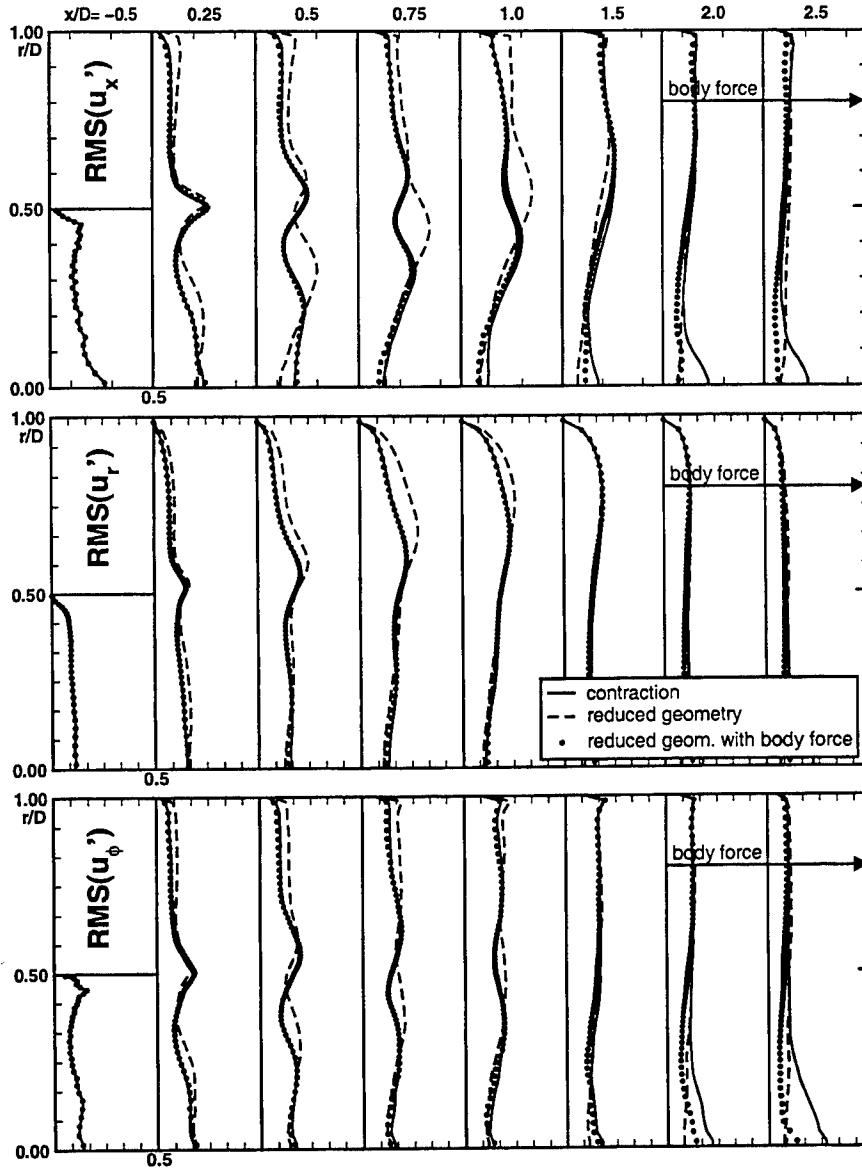 x/D= −0.5 0.25 0.5 0.75 1.0 1.5 2.0 2.5
1.00
r/D
RMS(uₓ')
body force
0.50
0.00
0.5
1.00
r/D
RMS(uᵣ')
body force
0.50
contraction
reduced geometry
reduced geom. with body force
0.00
0.5
1.00
r/D
RMS(u_ϕ')
body force
0.50
0.00
0.5